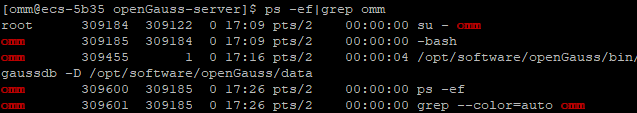 [omm@ecs-5b35 openGauss-server]$ ps -ef|grep omm
root 309184 309122 0 17:09 pts/2 00:00:00 su - omm
omm 309185 309184 0 17:09 pts/2 00:00:00 -bash
omm 309455 1 0 17:16 pts/2 00:00:04 /opt/software/openGauss/bin/
gaussdb -D /opt/software/openGauss/data
omm 309600 309185 0 17:26 pts/2 00:00:00 ps -ef
omm 309601 309185 0 17:26 pts/2 00:00:00 grep --color=auto omm